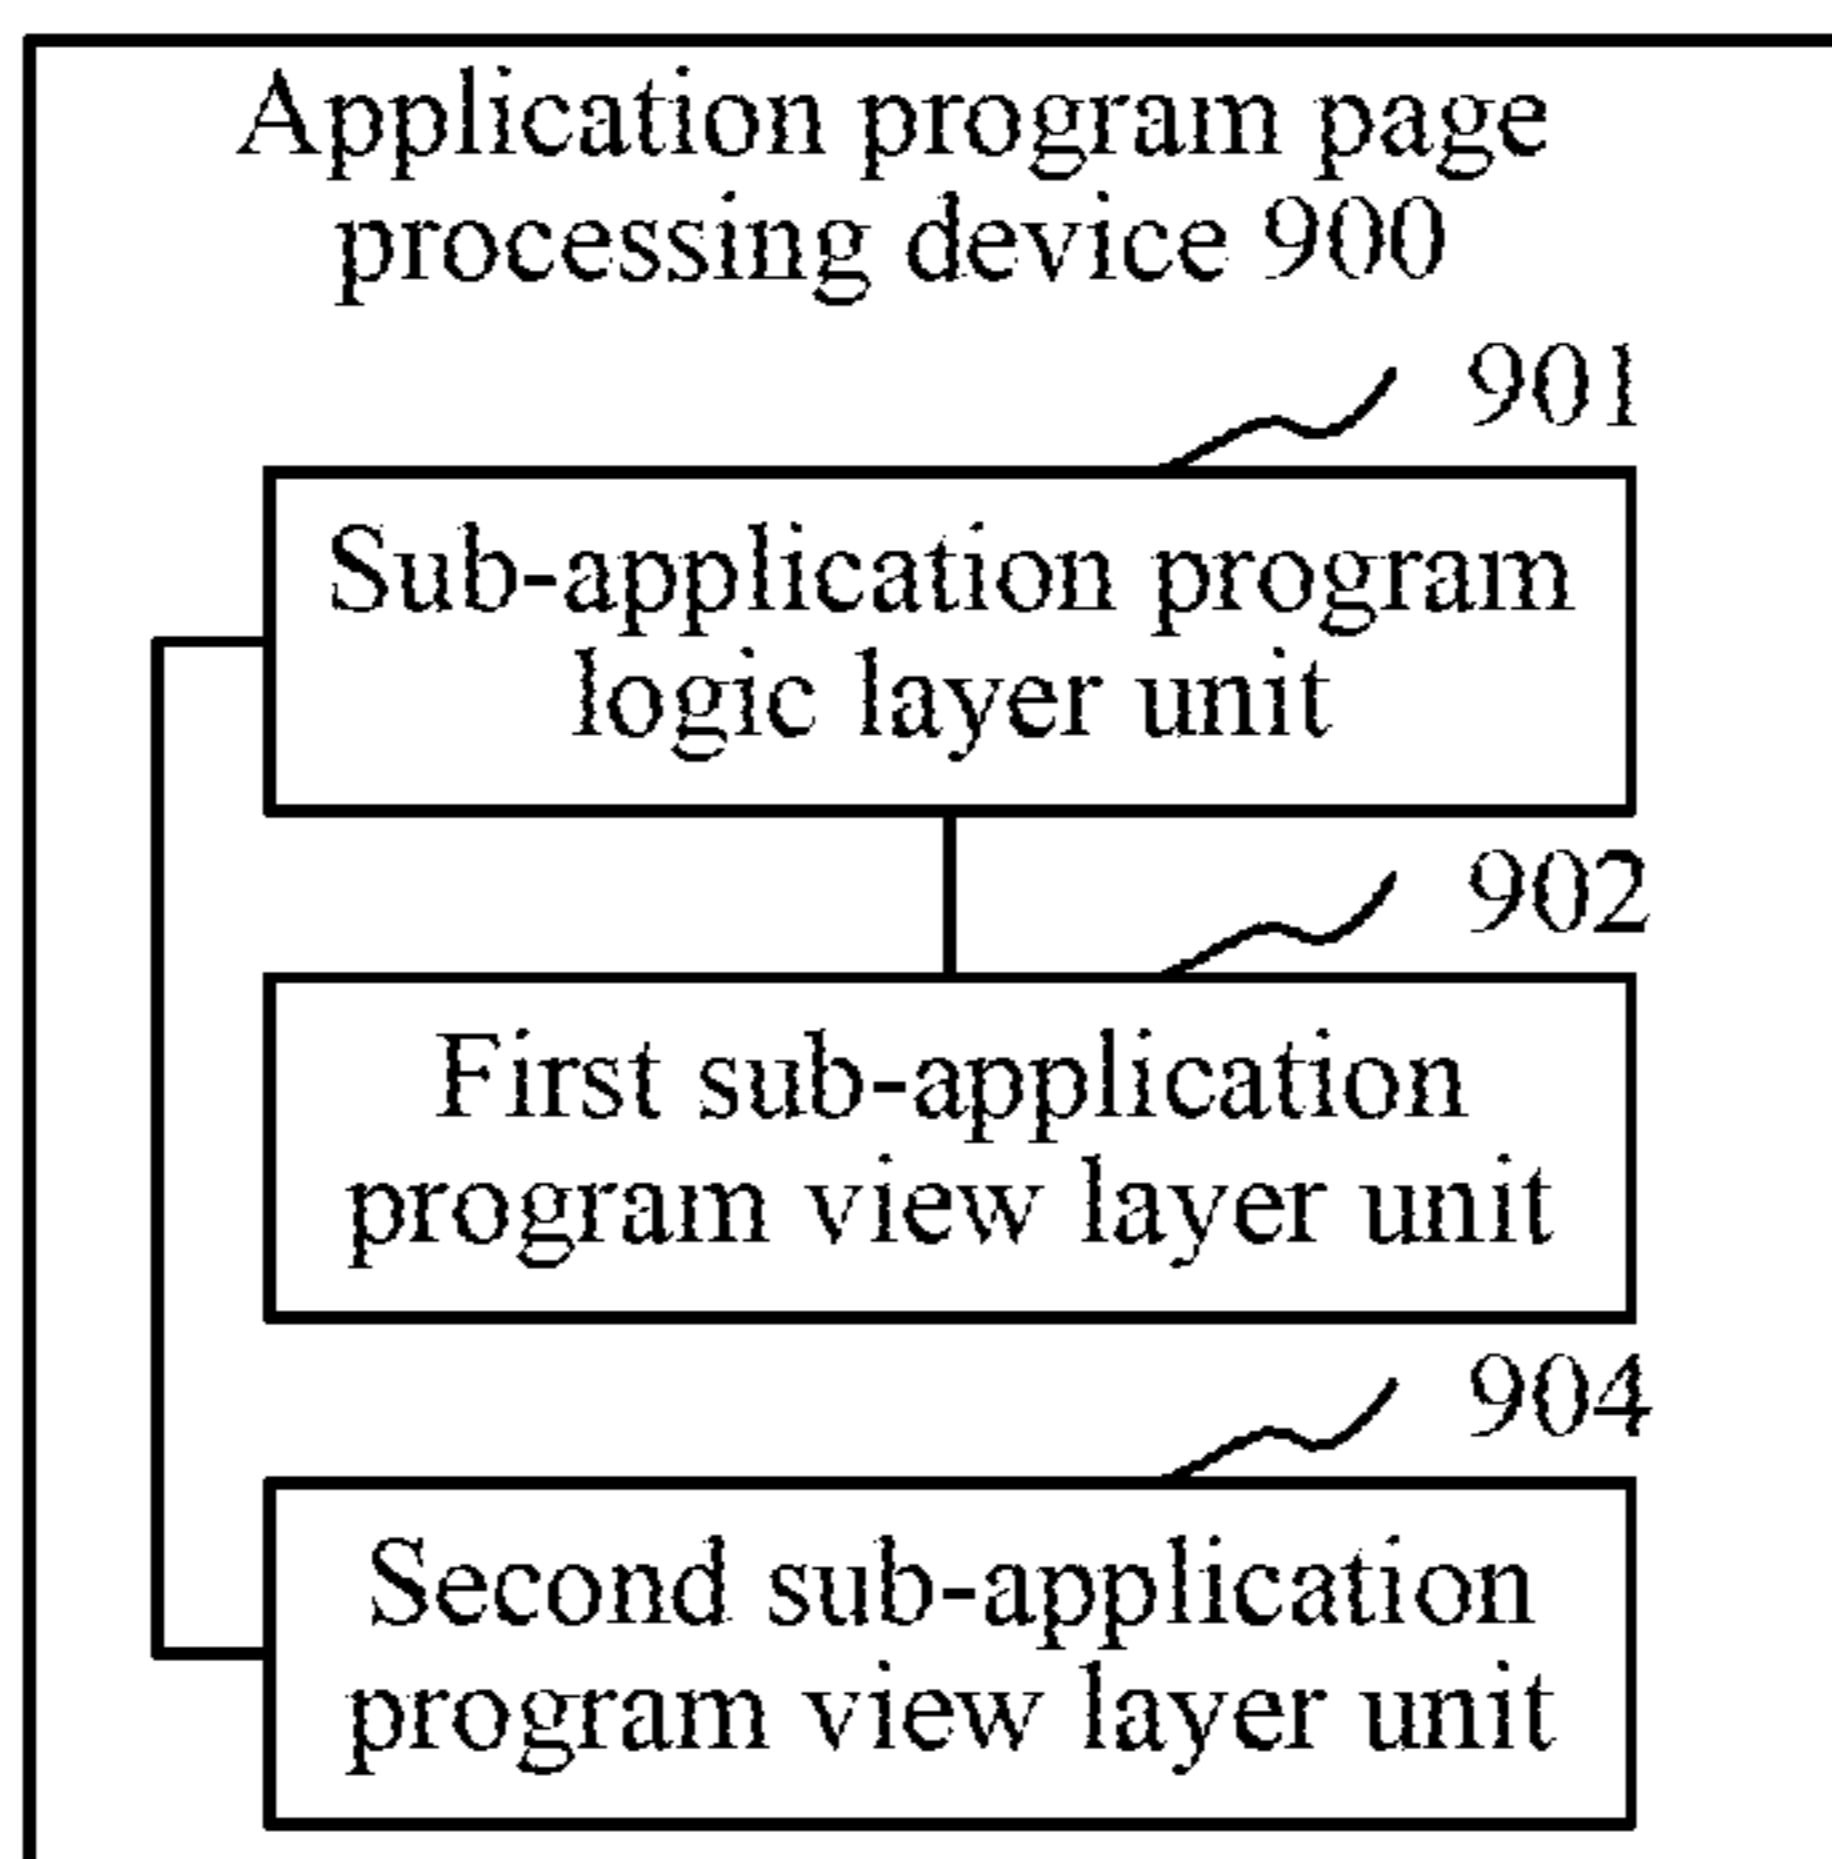 Application program page
processing device 900
901
Sub-application program
logic layer unit
902
First sub-application
program view layer unit
904
Second sub-application
program view layer unit